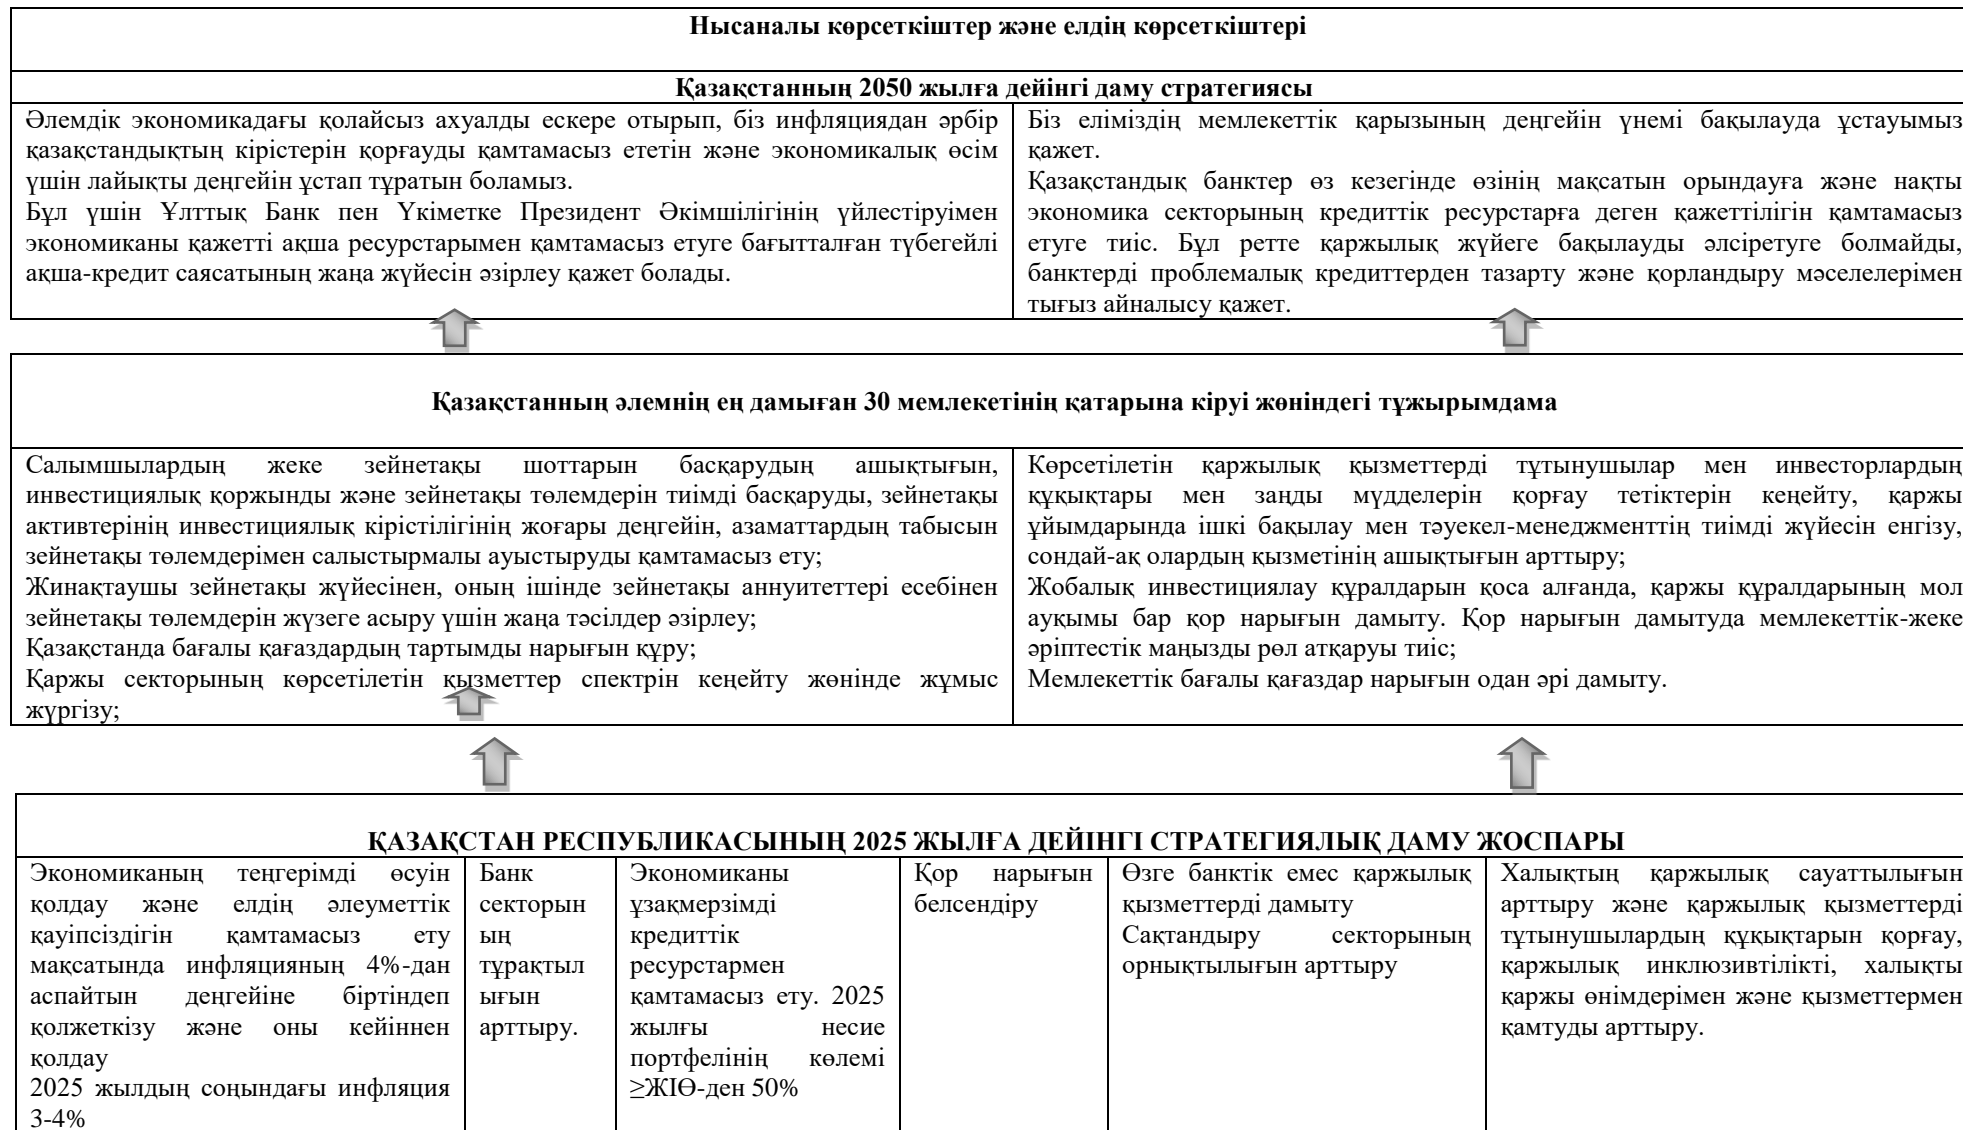 Нысаналы көрсеткіштер және елдің көрсеткіштері
Қазақстанның 2050 жылға дейінгі даму стратегиясы
Әлемдік экономикадағы қолайсыз ахуалды ескере отырып, біз инфляциядан әрбір
қазақстандықтың кірістерін қорғауды қамтамасыз ететін және экономикалық өсім
үшін лайықты деңгейін ұстап тұратын боламыз.
Бұл үшін Ұлттық Банк пен Үкіметке Президент Әкімшілігінің үйлестіруімен
экономиканы қажетті ақша ресурстарымен қамтамасыз етуге бағытталған түбегейлі
ақша-кредит саясатының жаңа жүйесін әзірлеу қажет болады.
Біз еліміздің мемлекеттік қарызының деңгейін үнемі бақылауда ұстауымыз
қажет.
Қазақстандық банктер өз кезегінде өзінің мақсатын орындауға және нақты
экономика секторының кредиттік ресурстарға деген қажеттілігін қамтамасыз
етуге тиіс. Бұл ретте қаржылық жүйеге бақылауды әлсіретуге болмайды,
банктерді проблемалық кредиттерден тазарту және қорландыру мәселелерімен
тығыз айналысу қажет.
Қазақстанның әлемнің ең дамыған 30 мемлекетінің қатарына кіруі жөніндегі тұжырымдама
Салымшылардың жеке зейнетақы шоттарын басқарудың ашықтығын,
инвестициялық қоржынды және зейнетақы төлемдерін тиімді басқаруды, зейнетақы
активтерінің инвестициялық кірістілігінің жоғары деңгейін, азаматтардың табысын
зейнетақы төлемдерімен салыстырмалы ауыстыруды қамтамасыз ету;
Жинақтаушы зейнетақы жүйесінен, оның ішінде зейнетақы аннуитеттері есебінен
зейнетақы төлемдерін жүзеге асыру үшін жаңа тәсілдер әзірлеу;
Қазақстанда бағалы қағаздардың тартымды нарығын құру;
Қаржы секторының көрсетілетін қызметтер спектрін кеңейту жөнінде жұмыс
жүргізу;
Көрсетілетін қаржылық қызметтерді тұтынушылар мен инвесторлардың
құқықтары мен заңды мүдделерін қорғау тетіктерін кеңейту, қаржы
ұйымдарында ішкі бақылау мен тәуекел-менеджменттің тиімді жүйесін енгізу,
сондай-ақ олардың қызметінің ашықтығын арттыру;
Жобалық инвестициялау құралдарын қоса алғанда, қаржы құралдарының мол
ауқымы бар қор нарығын дамыту. Қор нарығын дамытуда мемлекеттік-жеке
әріптестік маңызды рөл атқаруы тиіс;
Мемлекеттік бағалы қағаздар нарығын одан әрі дамыту.
ҚАЗАҚСТАН РЕСПУБЛИКАСЫНЫҢ 2025 ЖЫЛҒА ДЕЙІНГІ СТРАТЕГИЯЛЫҚ ДАМУ ЖОСПАРЫ
Экономиканың теңгерімді өсуін
қолдау және елдің әлеуметтік
қауіпсіздігін қамтамасыз ету
мақсатында инфляцияның 4%-дан
аспайтын деңгейіне біртіндеп
қолжеткізу және оны кейіннен
қолдау
2025 жылдың соңындағы инфляция
3-4%
Банк
секторын
ың
тұрақтыл
ығын
арттыру.
Экономиканы
ұзақмерзімді
кредиттік
ресурстармен
қамтамасыз ету. 2025
жылғы несие
портфелінің көлемі
≥ЖІӨ-ден 50%
Қор нарығын
белсендіру
Өзге банктік емес қаржылық
қызметтерді дамыту
Сақтандыру секторының
орнықтылығын арттыру
Халықтың қаржылық сауаттылығын
арттыру және қаржылық қызметтерді
тұтынушылардың құқықтарын қорғау,
қаржылық инклюзивтілікті, халықты
қаржы өнімдерімен және қызметтермен
қамтуды арттыру.